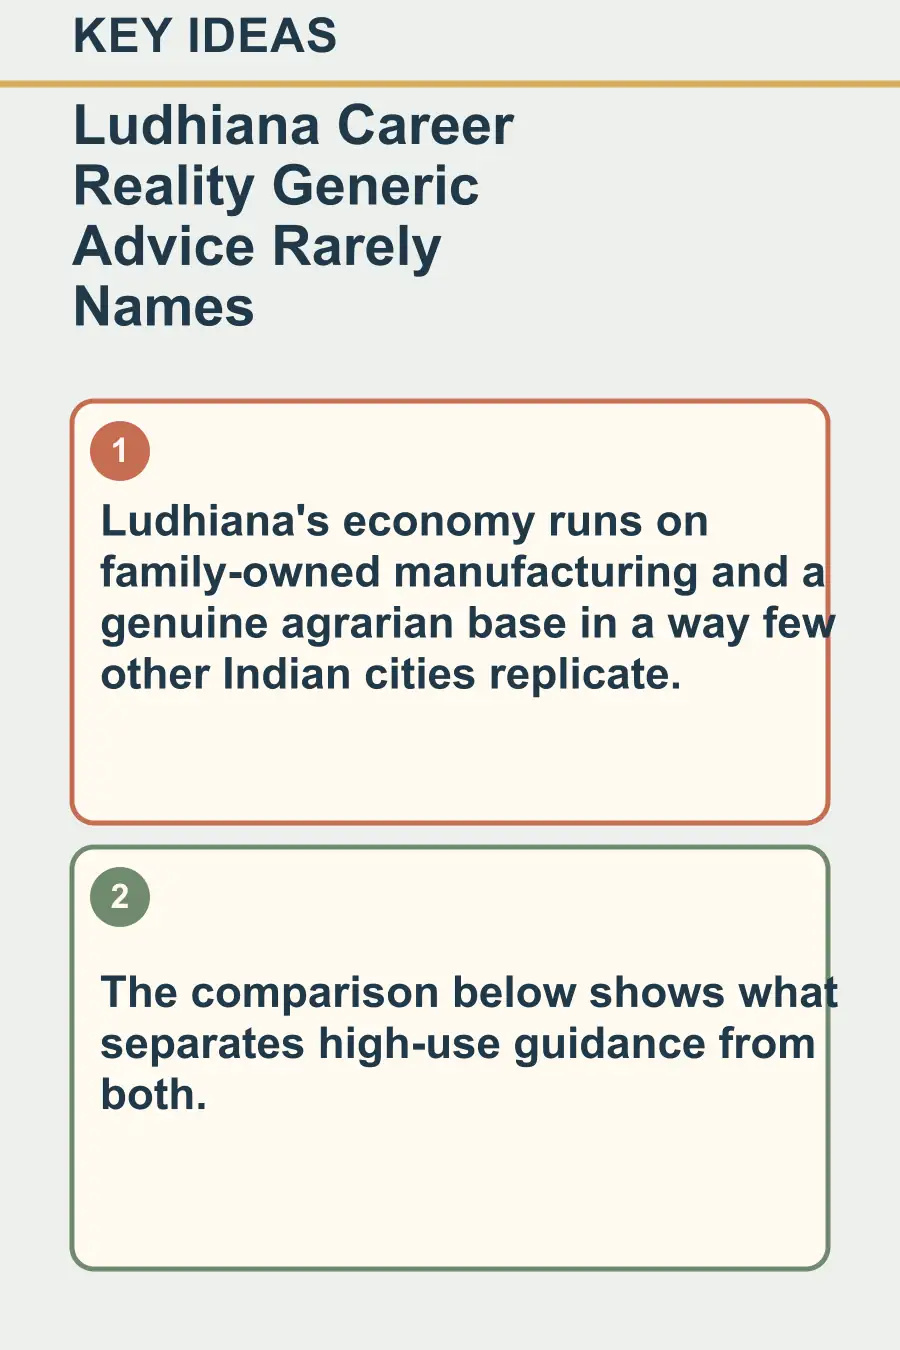 KEY IDEAS
Ludhiana Career
Reality Generic
Advice Rarely
Names
1
Ludhiana's economy runs on
family-owned manufacturing and a
genuine agrarian base in a way few
other Indian cities replicate.
2
The comparison below shows what
separates high-use guidance from
both.